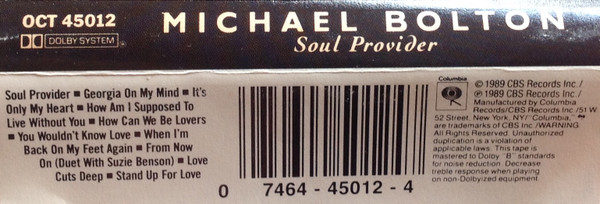 OCT 45012
DOLBY SYSTEM
MICHAEL BOLTON
Soul Provider
Soul Provider ■ Georgia On My Mind ■ It's
Only My Heart ■ How Am I Supposed To
Live Without You ■ How Can We Be Lovers
■ You Wouldn't Know Love ■ When I'm
Back On My Feet Again ■ From Now
On (Duet With Suzie Benson) ■ Love
Cuts Deep ■ Stand Up For Love
0 7464 - 45012 - 4
Columbia
© 1989 CBS Records Inc./
℗ 1989 CBS Records Inc./
Manufactured by Columbia
Records/CBS Records Inc./51 W.
52 Street, New York, NY/"Columbia,"
are trademarks of CBS Inc./WARNING:
All Rights Reserved. Unauthorized
duplication is a violation of
applicable laws. This tape is
mastered to Dolby "B" standards
for noise reduction. Decrease
treble response when playing
on non-Dolbyized equipment.